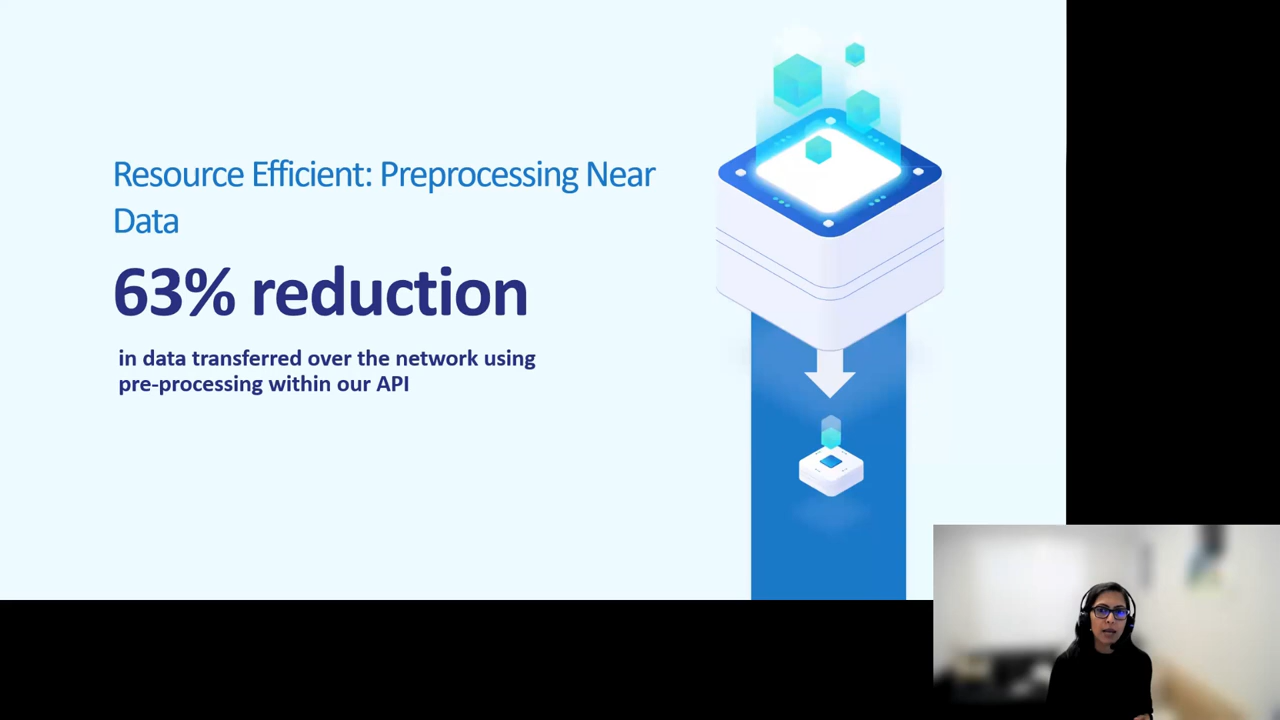 Resource Efficient: Preprocessing Near
Data
63% reduction
in data transferred over the network using
pre-processing within our API